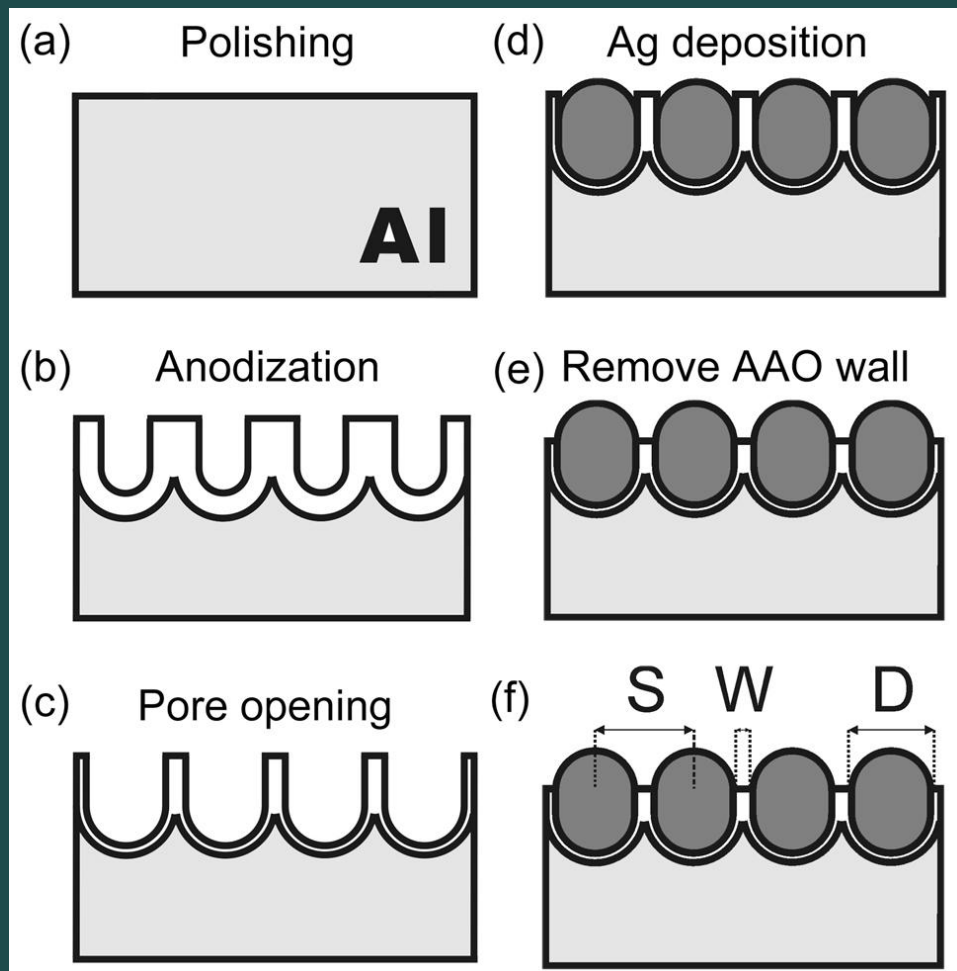 (a) Polishing
Al
(b) Anodization
(c) Pore opening
(d) Ag deposition
(e) Remove AAO wall
(f) S W D